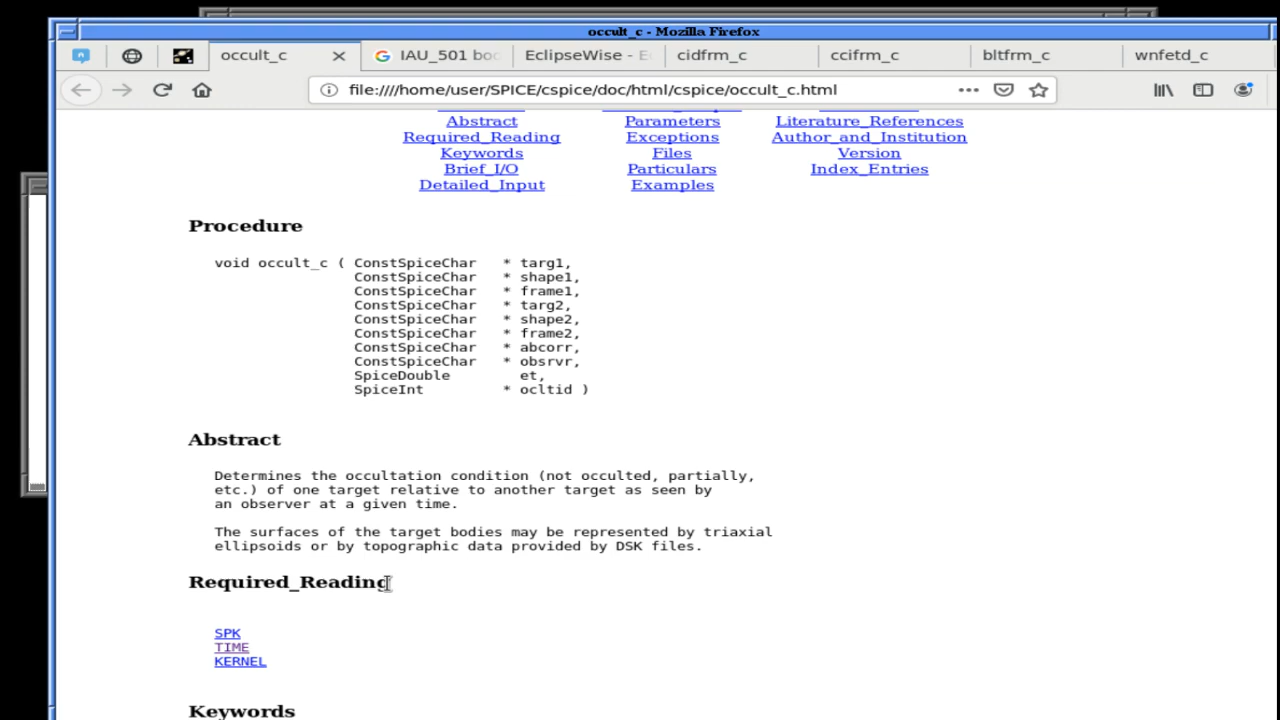 occult_c - Mozilla Firefox
occult_c IAU_501 bo EclipseWise - E cidfrm_c ccifrm_c bltfrm_c wnfetd_c
file:////home/user/SPICE/cspice/doc/html/cspice/occult_c.html
Abstract Parameters Literature_References
Required_Reading Exceptions Author_and_Institution
Keywords Files Version
Brief_I/O Particulars Index_Entries
Detailed_Input Examples
Procedure
void occult_c ( ConstSpiceChar * targ1,
ConstSpiceChar * shape1,
ConstSpiceChar * frame1,
ConstSpiceChar * targ2,
ConstSpiceChar * shape2,
ConstSpiceChar * frame2,
ConstSpiceChar * abcorr,
ConstSpiceChar * obsrvr,
SpiceDouble et,
SpiceInt * ocltid )
Abstract
Determines the occultation condition (not occulted, partially,
etc.) of one target relative to another target as seen by
an observer at a given time.
The surfaces of the target bodies may be represented by triaxial
ellipsoids or by topographic data provided by DSK files.
Required_Reading
SPK
TIME
KERNEL
Keywords